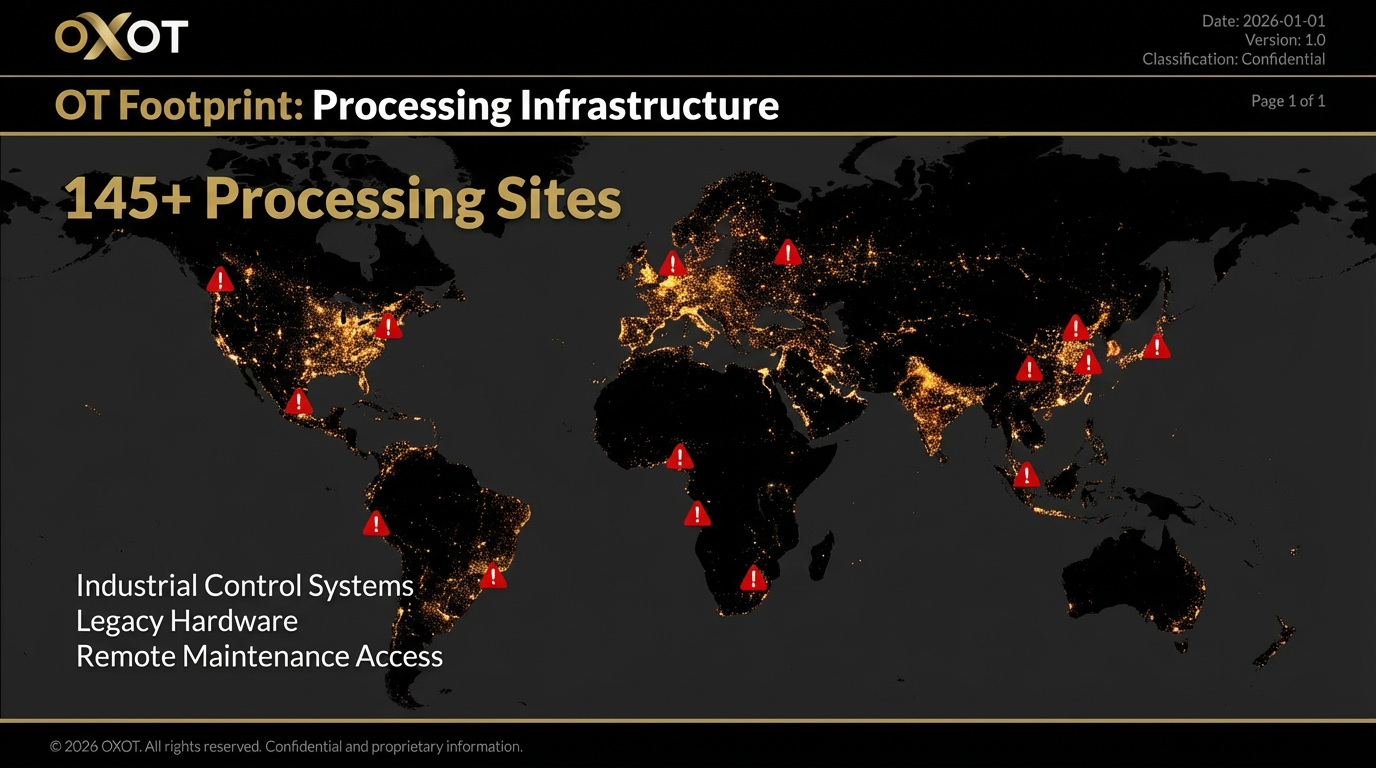 OXOT
Date: 2026-01-01
Version: 1.0
Classification: Confidential
OT Footprint: Processing Infrastructure
Page 1 of 1
145+ Processing Sites
Industrial Control Systems
Legacy Hardware
Remote Maintenance Access
© 2026 OXOT. All rights reserved. Confidential and proprietary information.